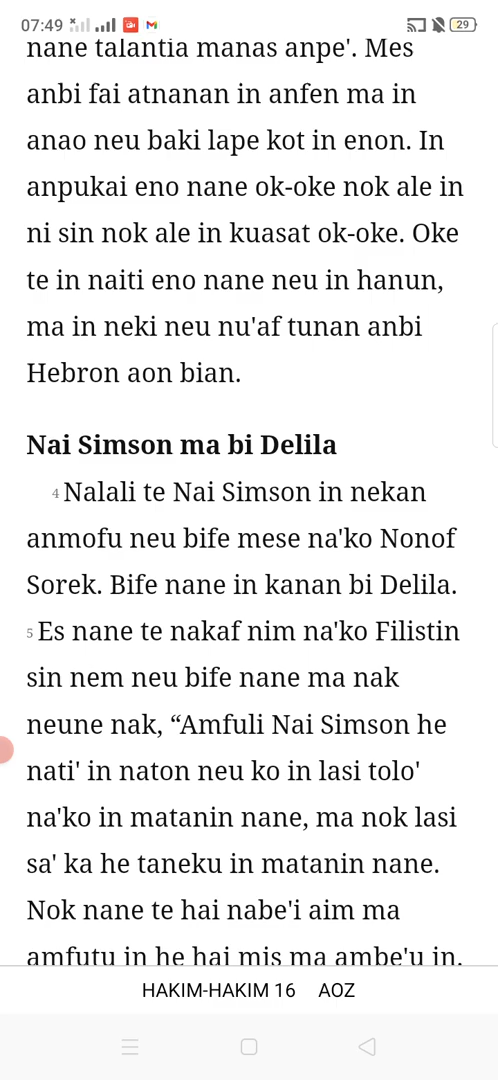 07:49
29
nane talantia manas anpe'. Mes
anbi fai atnanan in anfen ma in
anao neu baki lape kot in enon. In
anpukai eno nane ok-oke nok ale in
ni sin nok ale in kuasat ok-oke. Oke
te in naiti eno nane neu in hanun,
ma in neki neu nu'af tunan anbi
Hebron aon bian.
Nai Simson ma bi Delila
4 Nalali te Nai Simson in nekan
anmofu neu bife mese na'ko Nonof
Sorek. Bife nane in kanan bi Delila.
5 Es nane te nakaf nim na'ko Filistin
sin nem neu bife nane ma nak
neune nak, “Amfuli Nai Simson he
nati' in naton neu ko in lasi tolo'
na'ko in matanin nane, ma nok lasi
sa' ka he taneku in matanin nane.
Nok nane te hai nabe'i aim ma
amfutu in he hai mis ma ambe'u in.
HAKIM-HAKIM 16 AOZ